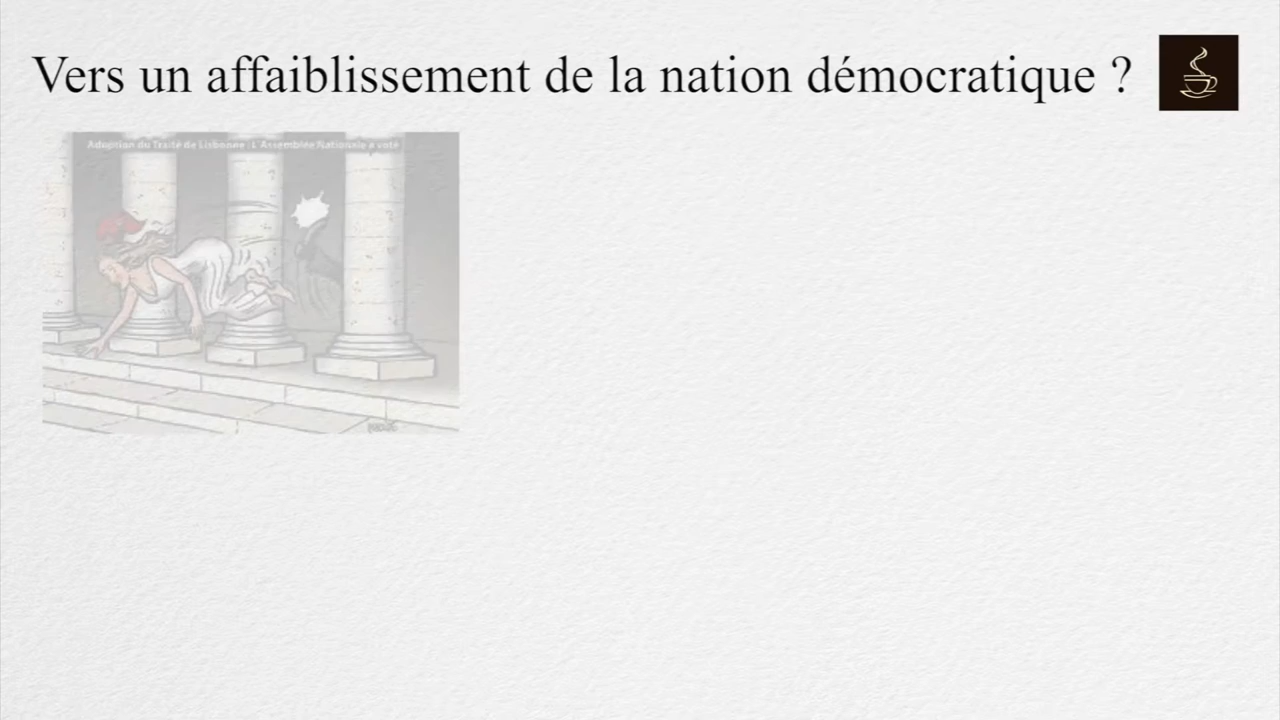 Vers un affaiblissement de la nation démocratique ?
Adoption du Traité de Lisbonne : L'Assemblée Nationale a voté